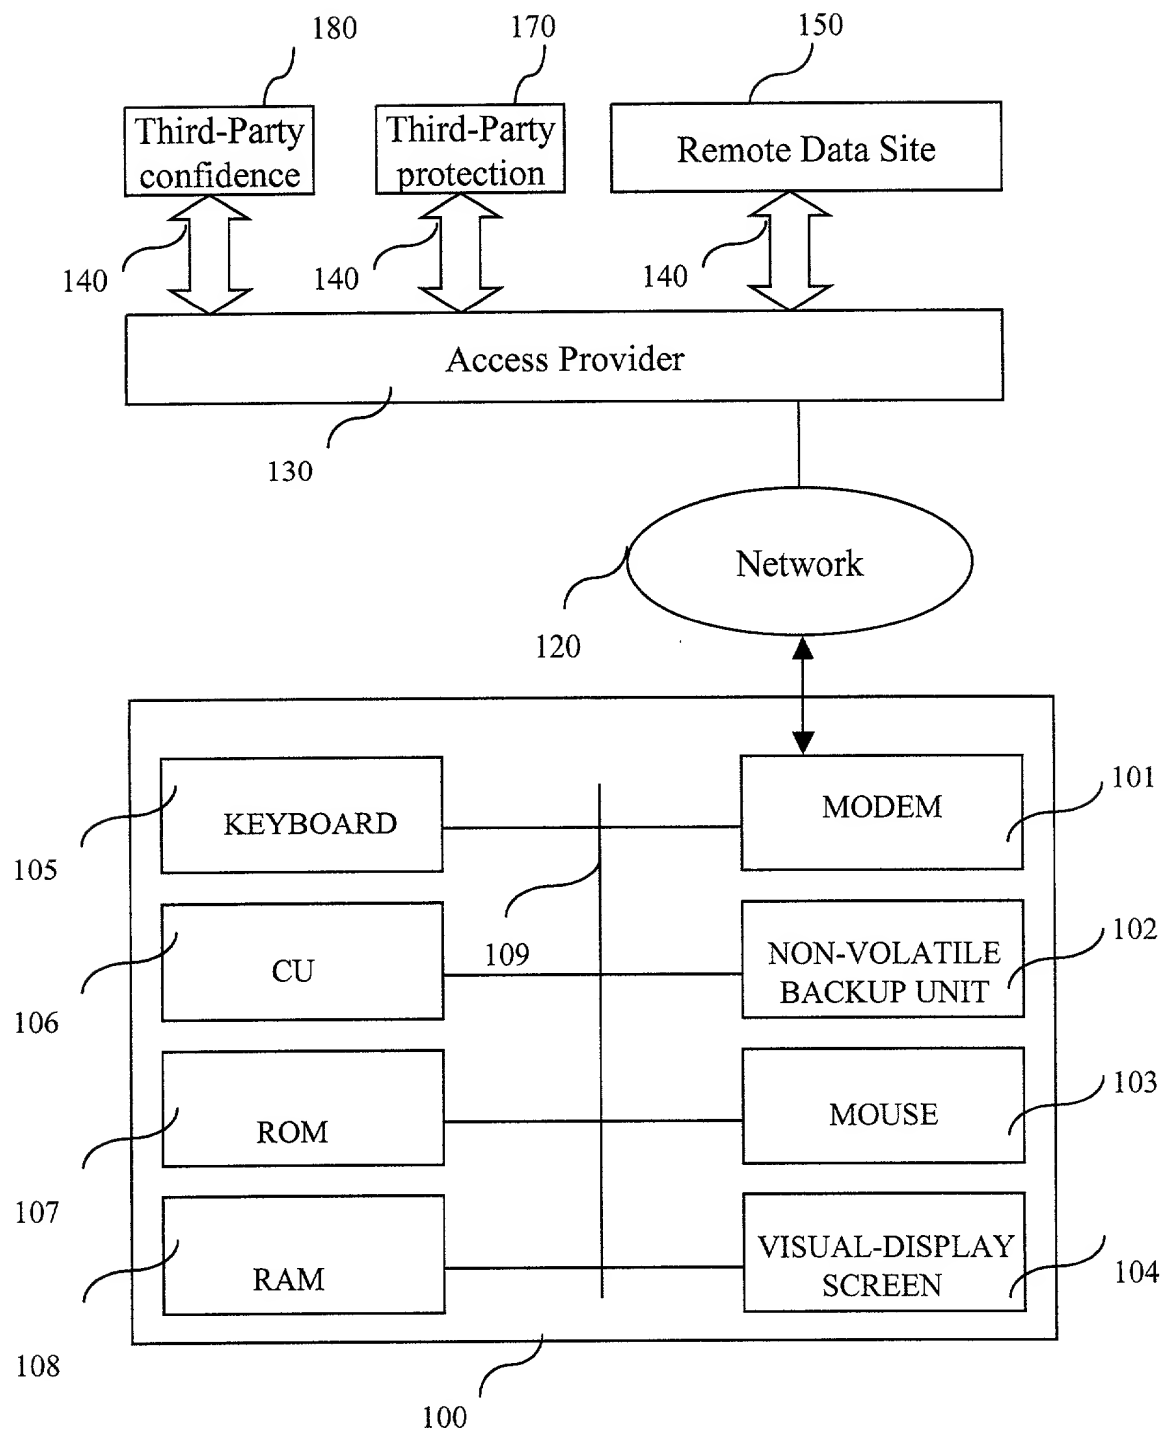 180
170
150
Third-Party
confidence
Third-Party
protection
Remote Data Site
140
140
140
Access Provider
130
Network
120
KEYBOARD
MODEM
101
105
109
CU
NON-VOLATILE
BACKUP UNIT
102
106
ROM
MOUSE
103
107
RAM
VISUAL-DISPLAY
SCREEN
104
108
100